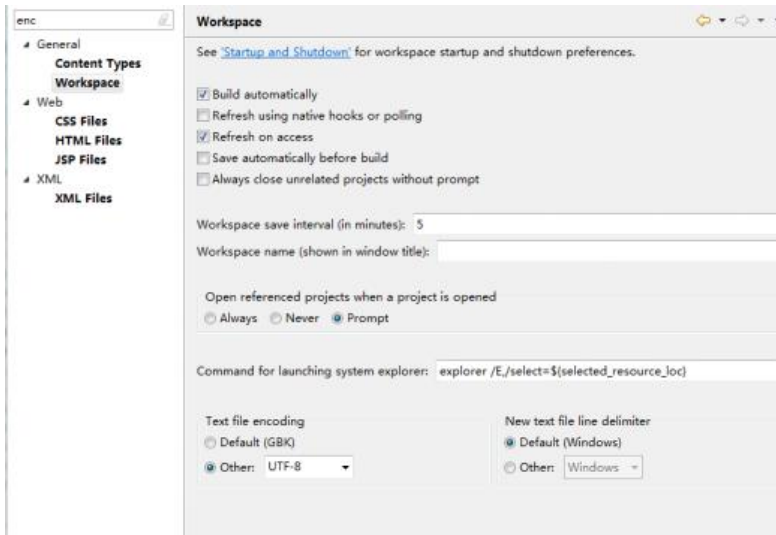 enc
General
Content Types
Workspace
Web
CSS Files
HTML Files
JSP Files
XML
XML Files
Workspace
See 'Startup and Shutdown' for workspace startup and shutdown preferences.
Build automatically
Refresh using native hooks or polling
Refresh on access
Save automatically before build
Always close unrelated projects without prompt
Workspace save interval (in minutes): 5
Workspace name (shown in window title):
Open referenced projects when a project is opened
Always Never Prompt
Command for launching system explorer: explorer /E,/select=${selected_resource_loc}
Text file encoding
Default (GBK)
Other: UTF-8
New text file line delimiter
Default (Windows)
Other: Windows